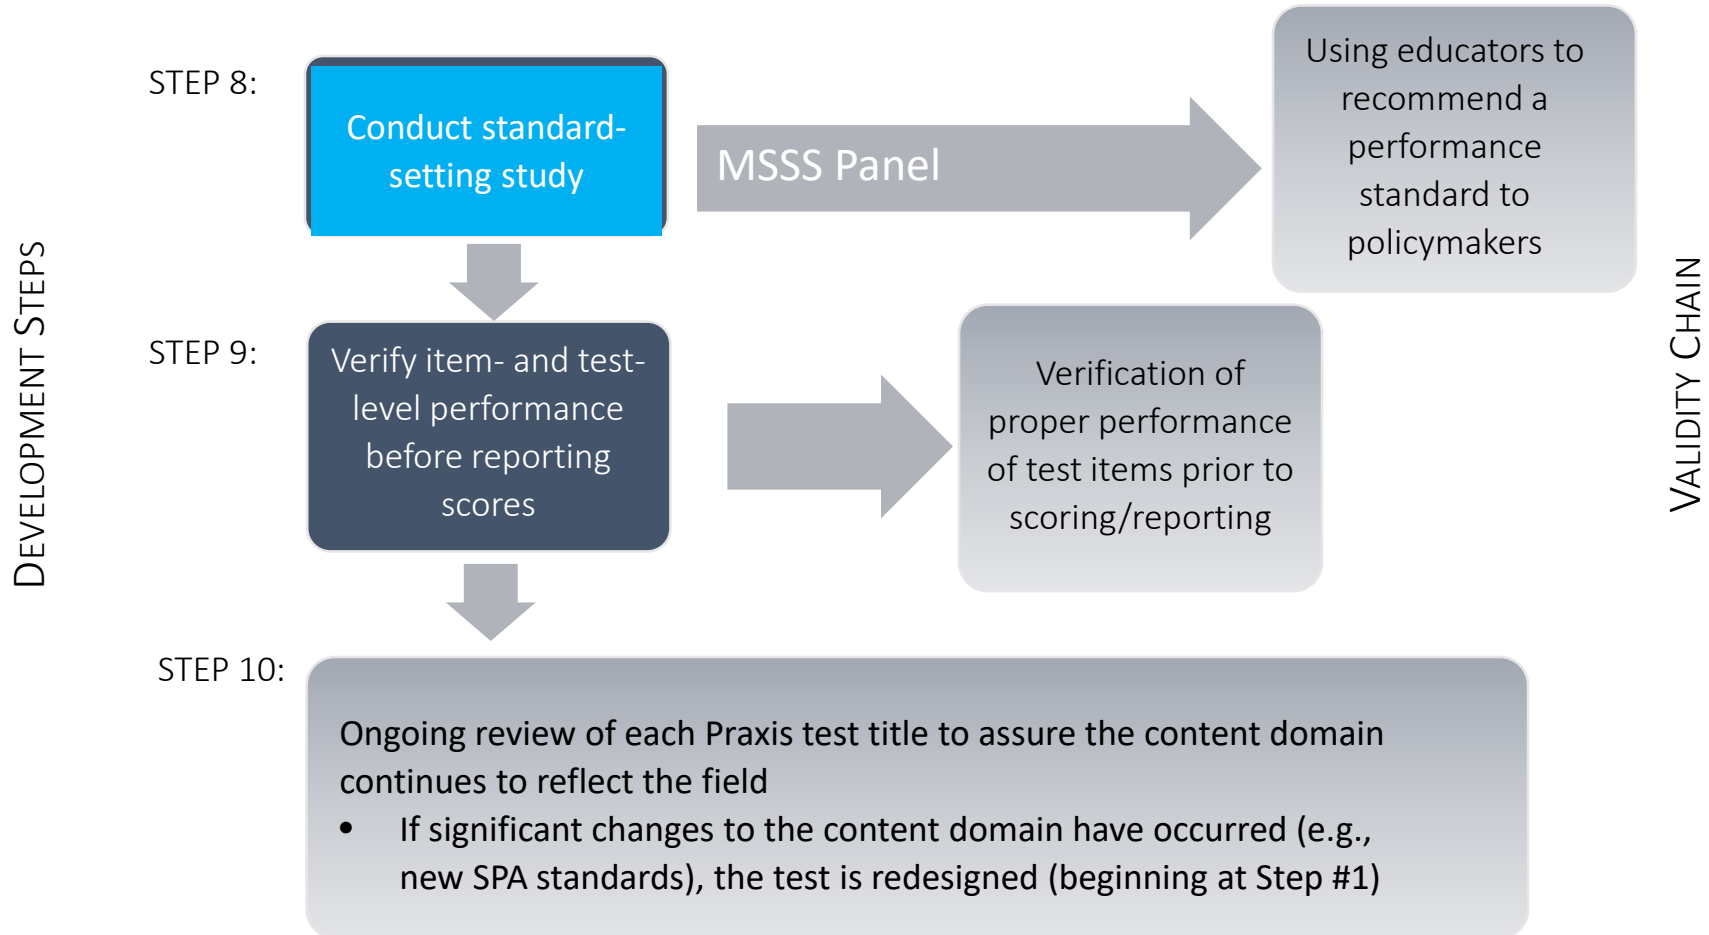 STEP 8:
Conduct standard-
setting study
MSSS Panel
Using educators to
recommend a
performance
standard to
policymakers
DEVELOPMENT STEPS
VALIDITY CHAIN
STEP 9:
Verify item- and test-
level performance
before reporting
scores
Verification of
proper performance
of test items prior to
scoring/reporting
STEP 10:
Ongoing review of each Praxis test title to assure the content domain
continues to reflect the field
• If significant changes to the content domain have occurred (e.g.,
new SPA standards), the test is redesigned (beginning at Step #1)